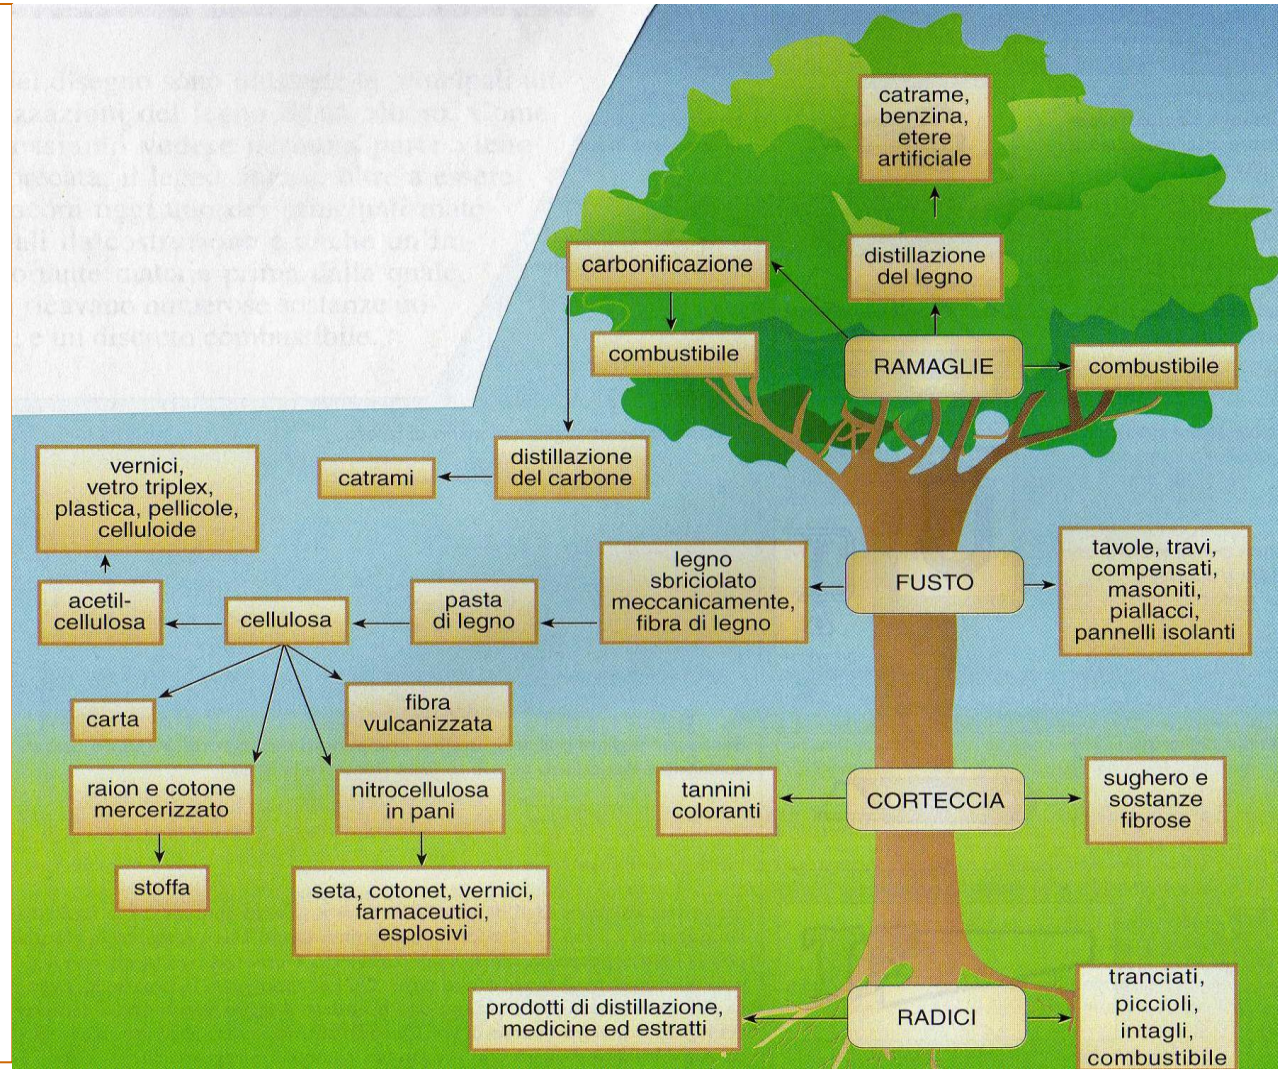 catrame,
benzina,
etere
artificiale
carbonificazione
distillazione
del legno
combustibile
RAMAGLIE
combustibile
vernici,
vetro triplex,
plastica, pellicole,
celluloide
catrami
distillazione
del carbone
acetil-
cellulosa
cellulosa
pasta
di legno
legno
sbriciolato
meccanicamente,
fibra di legno
FUSTO
tavole, travi,
compensati,
masoniti,
piallacci,
pannelli isolanti
carta
fibra
vulcanizzata
raion e cotone
mercerizzato
nitrocellulosa
in pani
tannini
coloranti
CORTECCIA
sughero e
sostanze
fibrose
stoffa
seta, cotonet, vernici,
farmaceutici,
esplosivi
prodotti di distillazione,
medicine ed estratti
RADICI
tranciati,
piccioli,
intagli,
combustibile